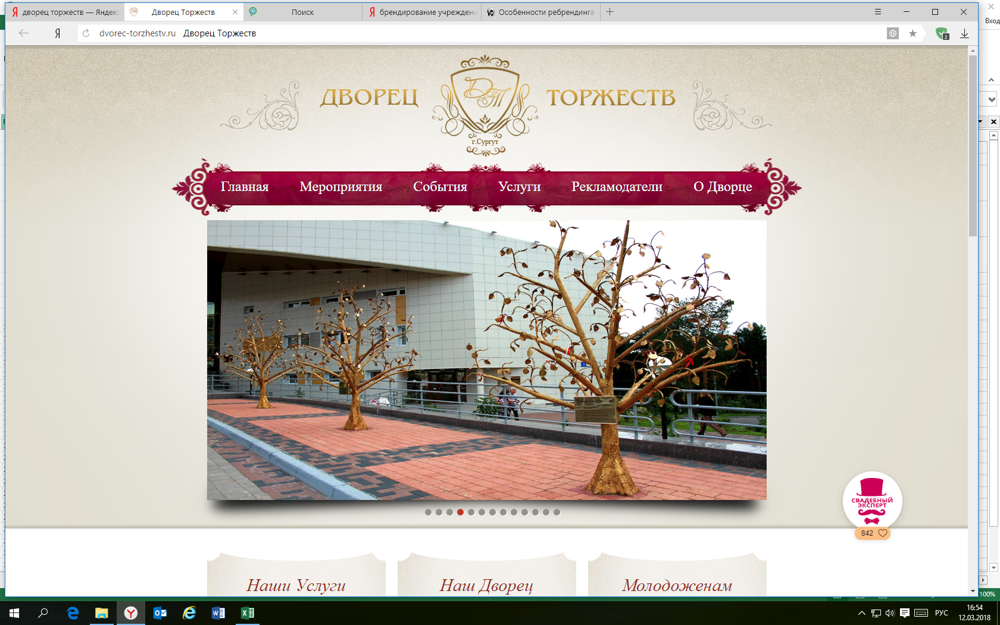 дворец торжеств — Яндекс
Дворец Торжеств
Поиск
брендирование учреждени
Особенности ребрендинга
Вход
Я
dvorec-torzhestv.ru Дворец Торжеств
2
ДВОРЕЦ
ДТ
ТОРЖЕСТВ
г.Сургут
Главная
Мероприятия
События
Услуги
Рекламодатели
О Дворце
СВАДЕБНЫЙ
ЭКСПЕРТ
842
Наши Услуги
Наш Дворец
Молодоженам
100%
РУС
16:54
12.03.2018